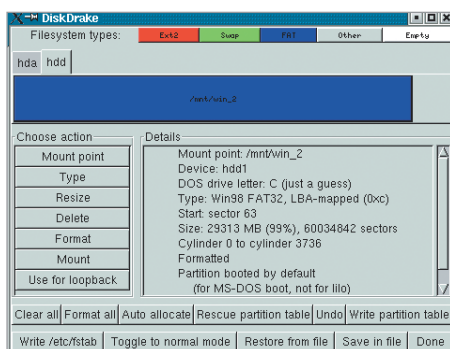 DiskDrake
Filesystem types: Ext2 Swap FAT Other Empty
hda hdd
/mnt/win_2
Choose action
Mount point
Type
Resize
Delete
Format
Mount
Use for loopback
Details
Mount point: /mnt/win_2
Device: hdd1
DOS drive letter: C (just a guess)
Type: Win98 FAT32, LBA-mapped (0xc)
Start: sector 63
Size: 29313 MB (99%), 60034842 sectors
Cylinder 0 to cylinder 3736
Formatted
Partition booted by default
(for MS-DOS boot, not for lilo)
Clear all Format all Auto allocate Rescue partition table Undo Write partition table
Write /etc/fstab Toggle to normal mode Restore from file Save in file Done